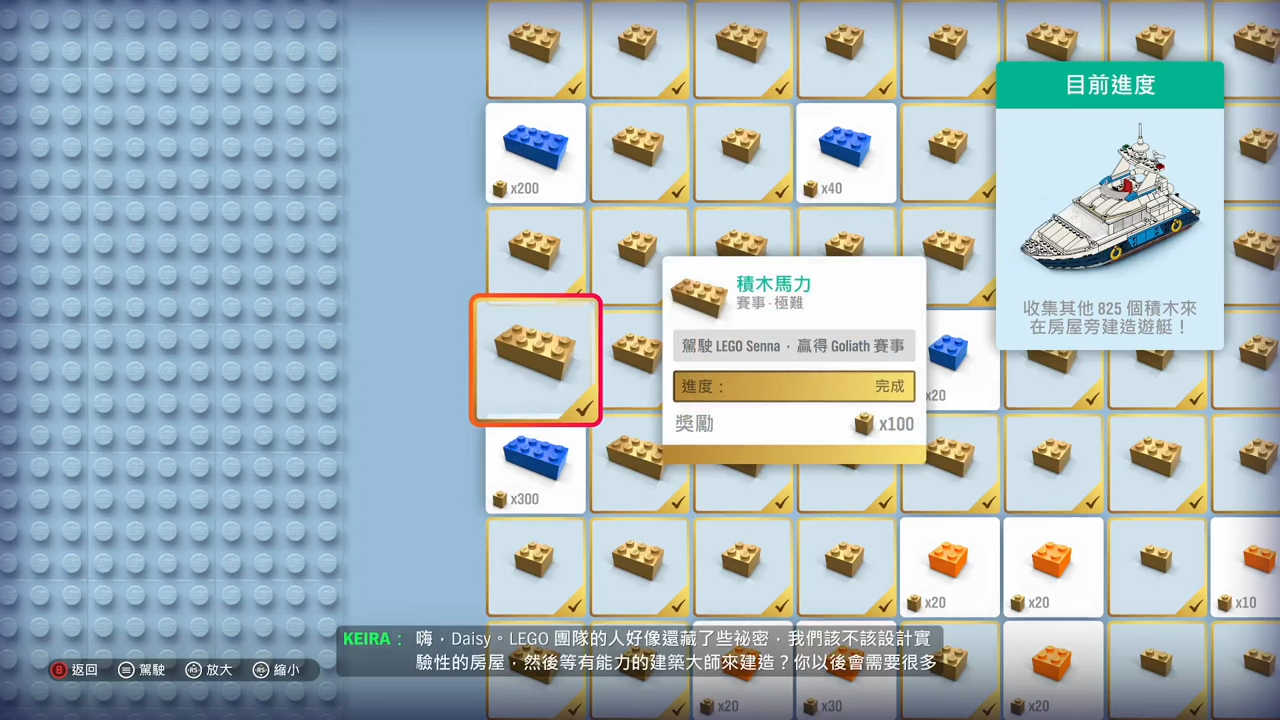 目前進度
x200
x40
收集其他 825 個積木來
在房屋旁建造遊艇！
積木馬力
賽事 · 極難
駕駛 LEGO Senna，贏得 Goliath 賽事
進度： 完成
獎勵 x100
x20
x300
x20
x20
x10
KEIRA： 嗨，Daisy。LEGO 團隊的人好像還藏了些祕密，我們該不該設計實
驗性的房屋，然後等有能力的建築大師來建造？你以後會需要很多
B 返回 駕駛 RS 放大 RS 縮小
x20
x30
x20